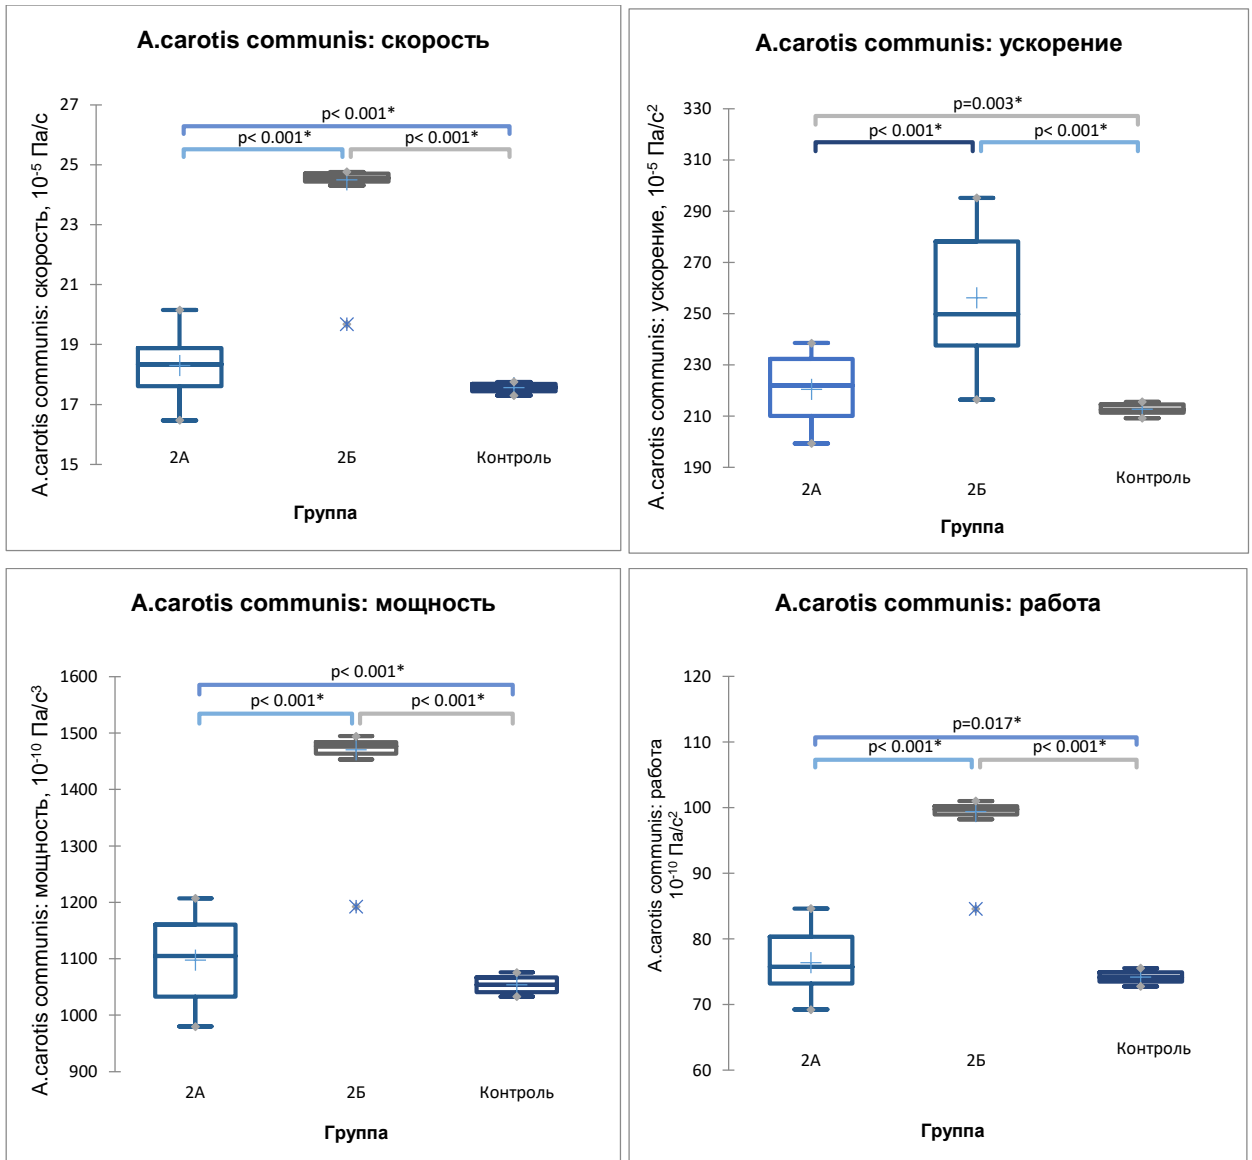 A.carotis communis: скорость
A.carotis communis: скорость, 10⁻⁵ Па/с
27
25
23
21
19
17
15
p< 0.001*
p< 0.001*
p< 0.001*
2А
2Б
Контроль
Группа
A.carotis communis: ускорение
A.carotis communis: ускорение, 10⁻⁵ Па/с²
330
310
290
270
250
230
210
190
p=0.003*
p< 0.001*
p< 0.001*
2А
2Б
Контроль
Группа
A.carotis communis: мощность
A.carotis communis: мощность, 10⁻¹⁰ Па/с³
1600
1500
1400
1300
1200
1100
1000
900
p< 0.001*
p< 0.001*
p< 0.001*
2А
2Б
Контроль
Группа
A.carotis communis: работа
A.carotis communis: работа
10⁻¹⁰ Па/с²
120
110
100
90
80
70
60
p=0.017*
p< 0.001*
p< 0.001*
2А
2Б
Контроль
Группа